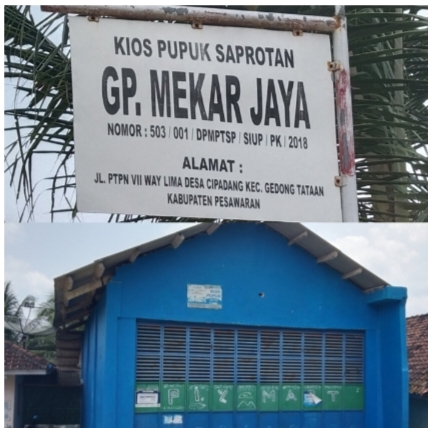 KIOS PUPUK SAPROTAN
GP. MEKAR JAYA
NOMOR : 503 / 001 / DPMPTSP / SIUP / PK / 2018
ALAMAT :
JL. PTPN VII WAY LIMA DESA CIPADANG KEC. GEDONG TATAAN
KABUPATEN PESAWARAN